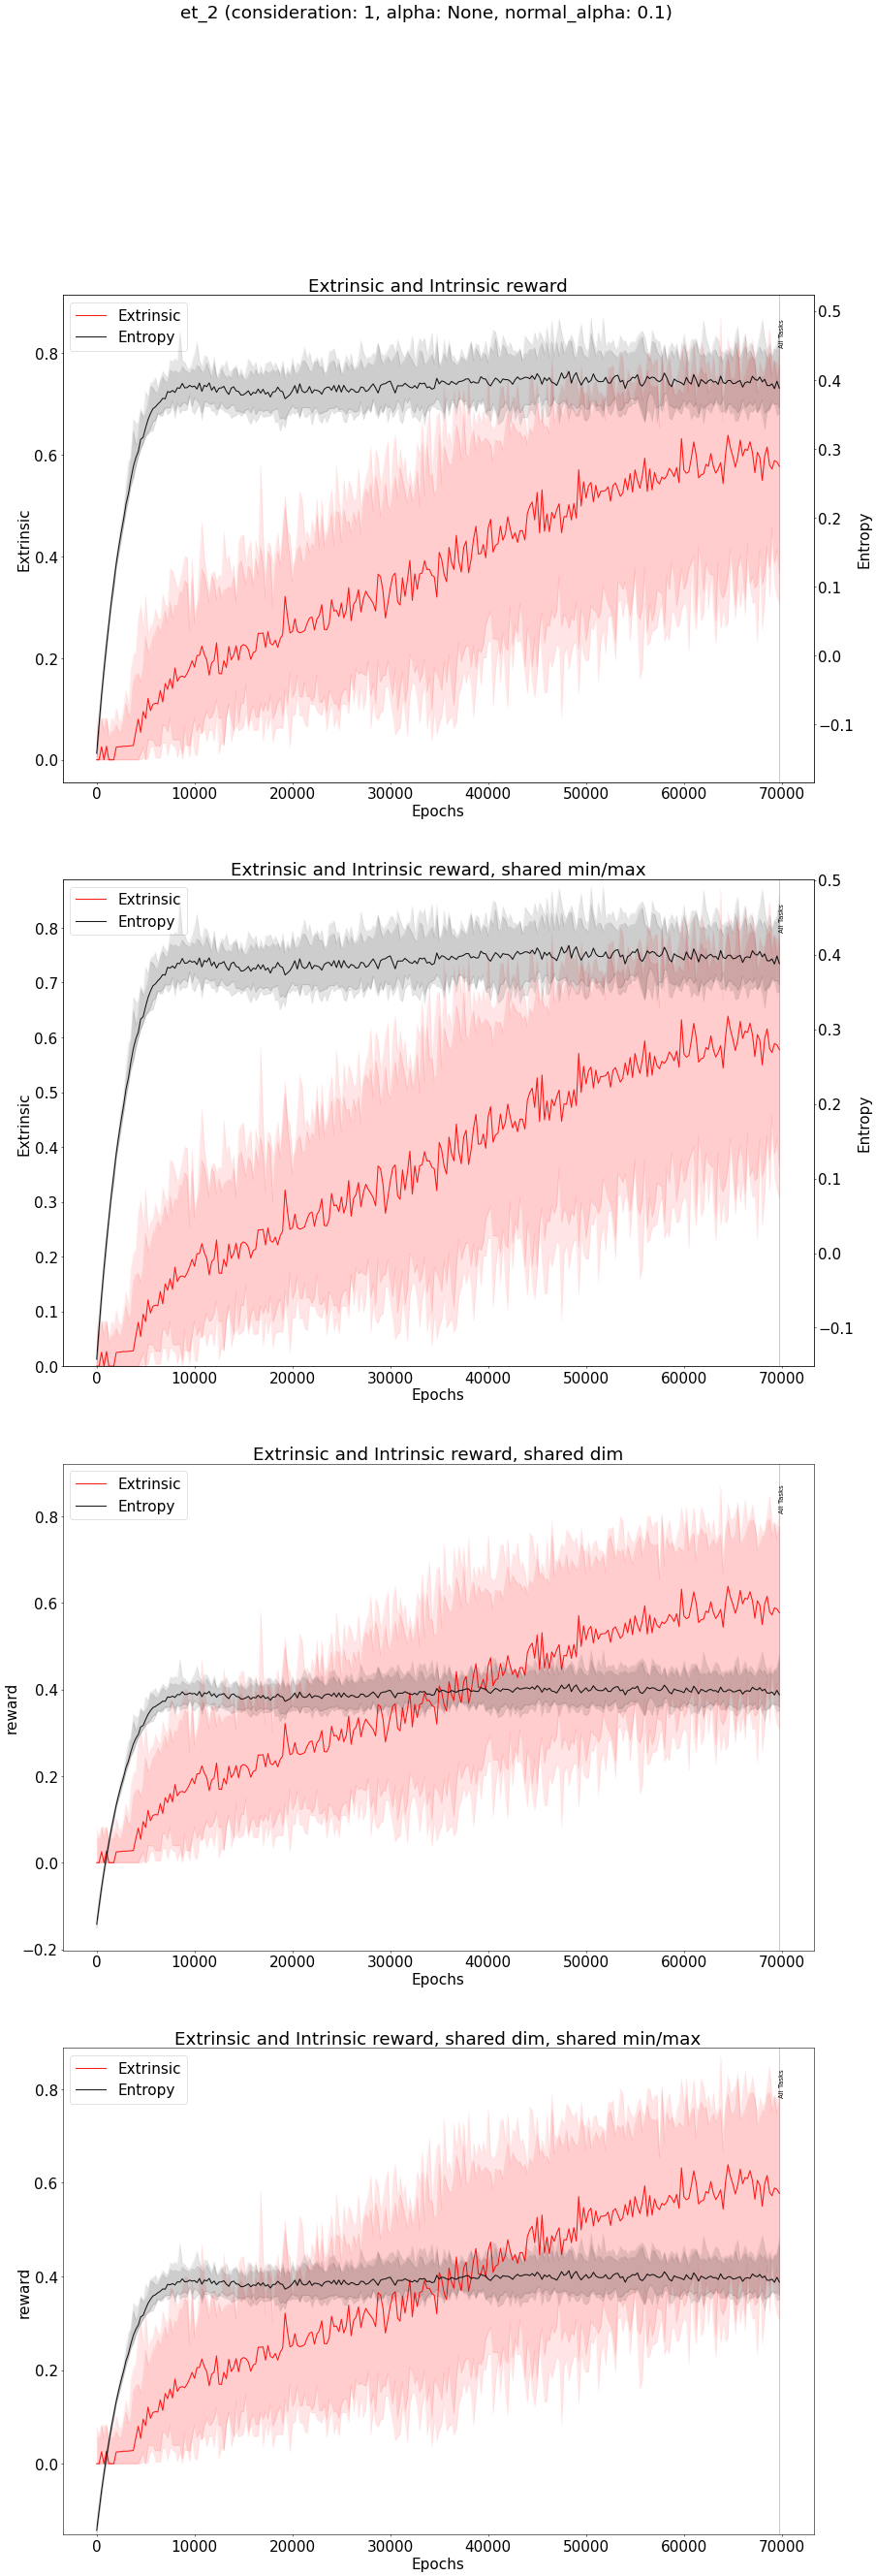 et_2 (consideration: 1, alpha: None, normal_alpha: 0.1)
Extrinsic and Intrinsic reward
Extrinsic
Entropy
All Tasks
0.8
0.6
0.4
0.2
0.0
Extrinsic
0.5
0.4
0.3
0.2
0.1
0.0
−0.1
Entropy
0 10000 20000 30000 40000 50000 60000 70000
Epochs
Extrinsic and Intrinsic reward, shared min/max
Extrinsic
Entropy
All Tasks
0.8
0.7
0.6
0.5
0.4
0.3
0.2
0.1
0.0
Extrinsic
0.5
0.4
0.3
0.2
0.1
0.0
−0.1
Entropy
0 10000 20000 30000 40000 50000 60000 70000
Epochs
Extrinsic and Intrinsic reward, shared dim
Extrinsic
Entropy
All Tasks
0.8
0.6
0.4
0.2
0.0
−0.2
reward
0 10000 20000 30000 40000 50000 60000 70000
Epochs
Extrinsic and Intrinsic reward, shared dim, shared min/max
Extrinsic
Entropy
All Tasks
0.8
0.6
0.4
0.2
0.0
reward
0 10000 20000 30000 40000 50000 60000 70000
Epochs